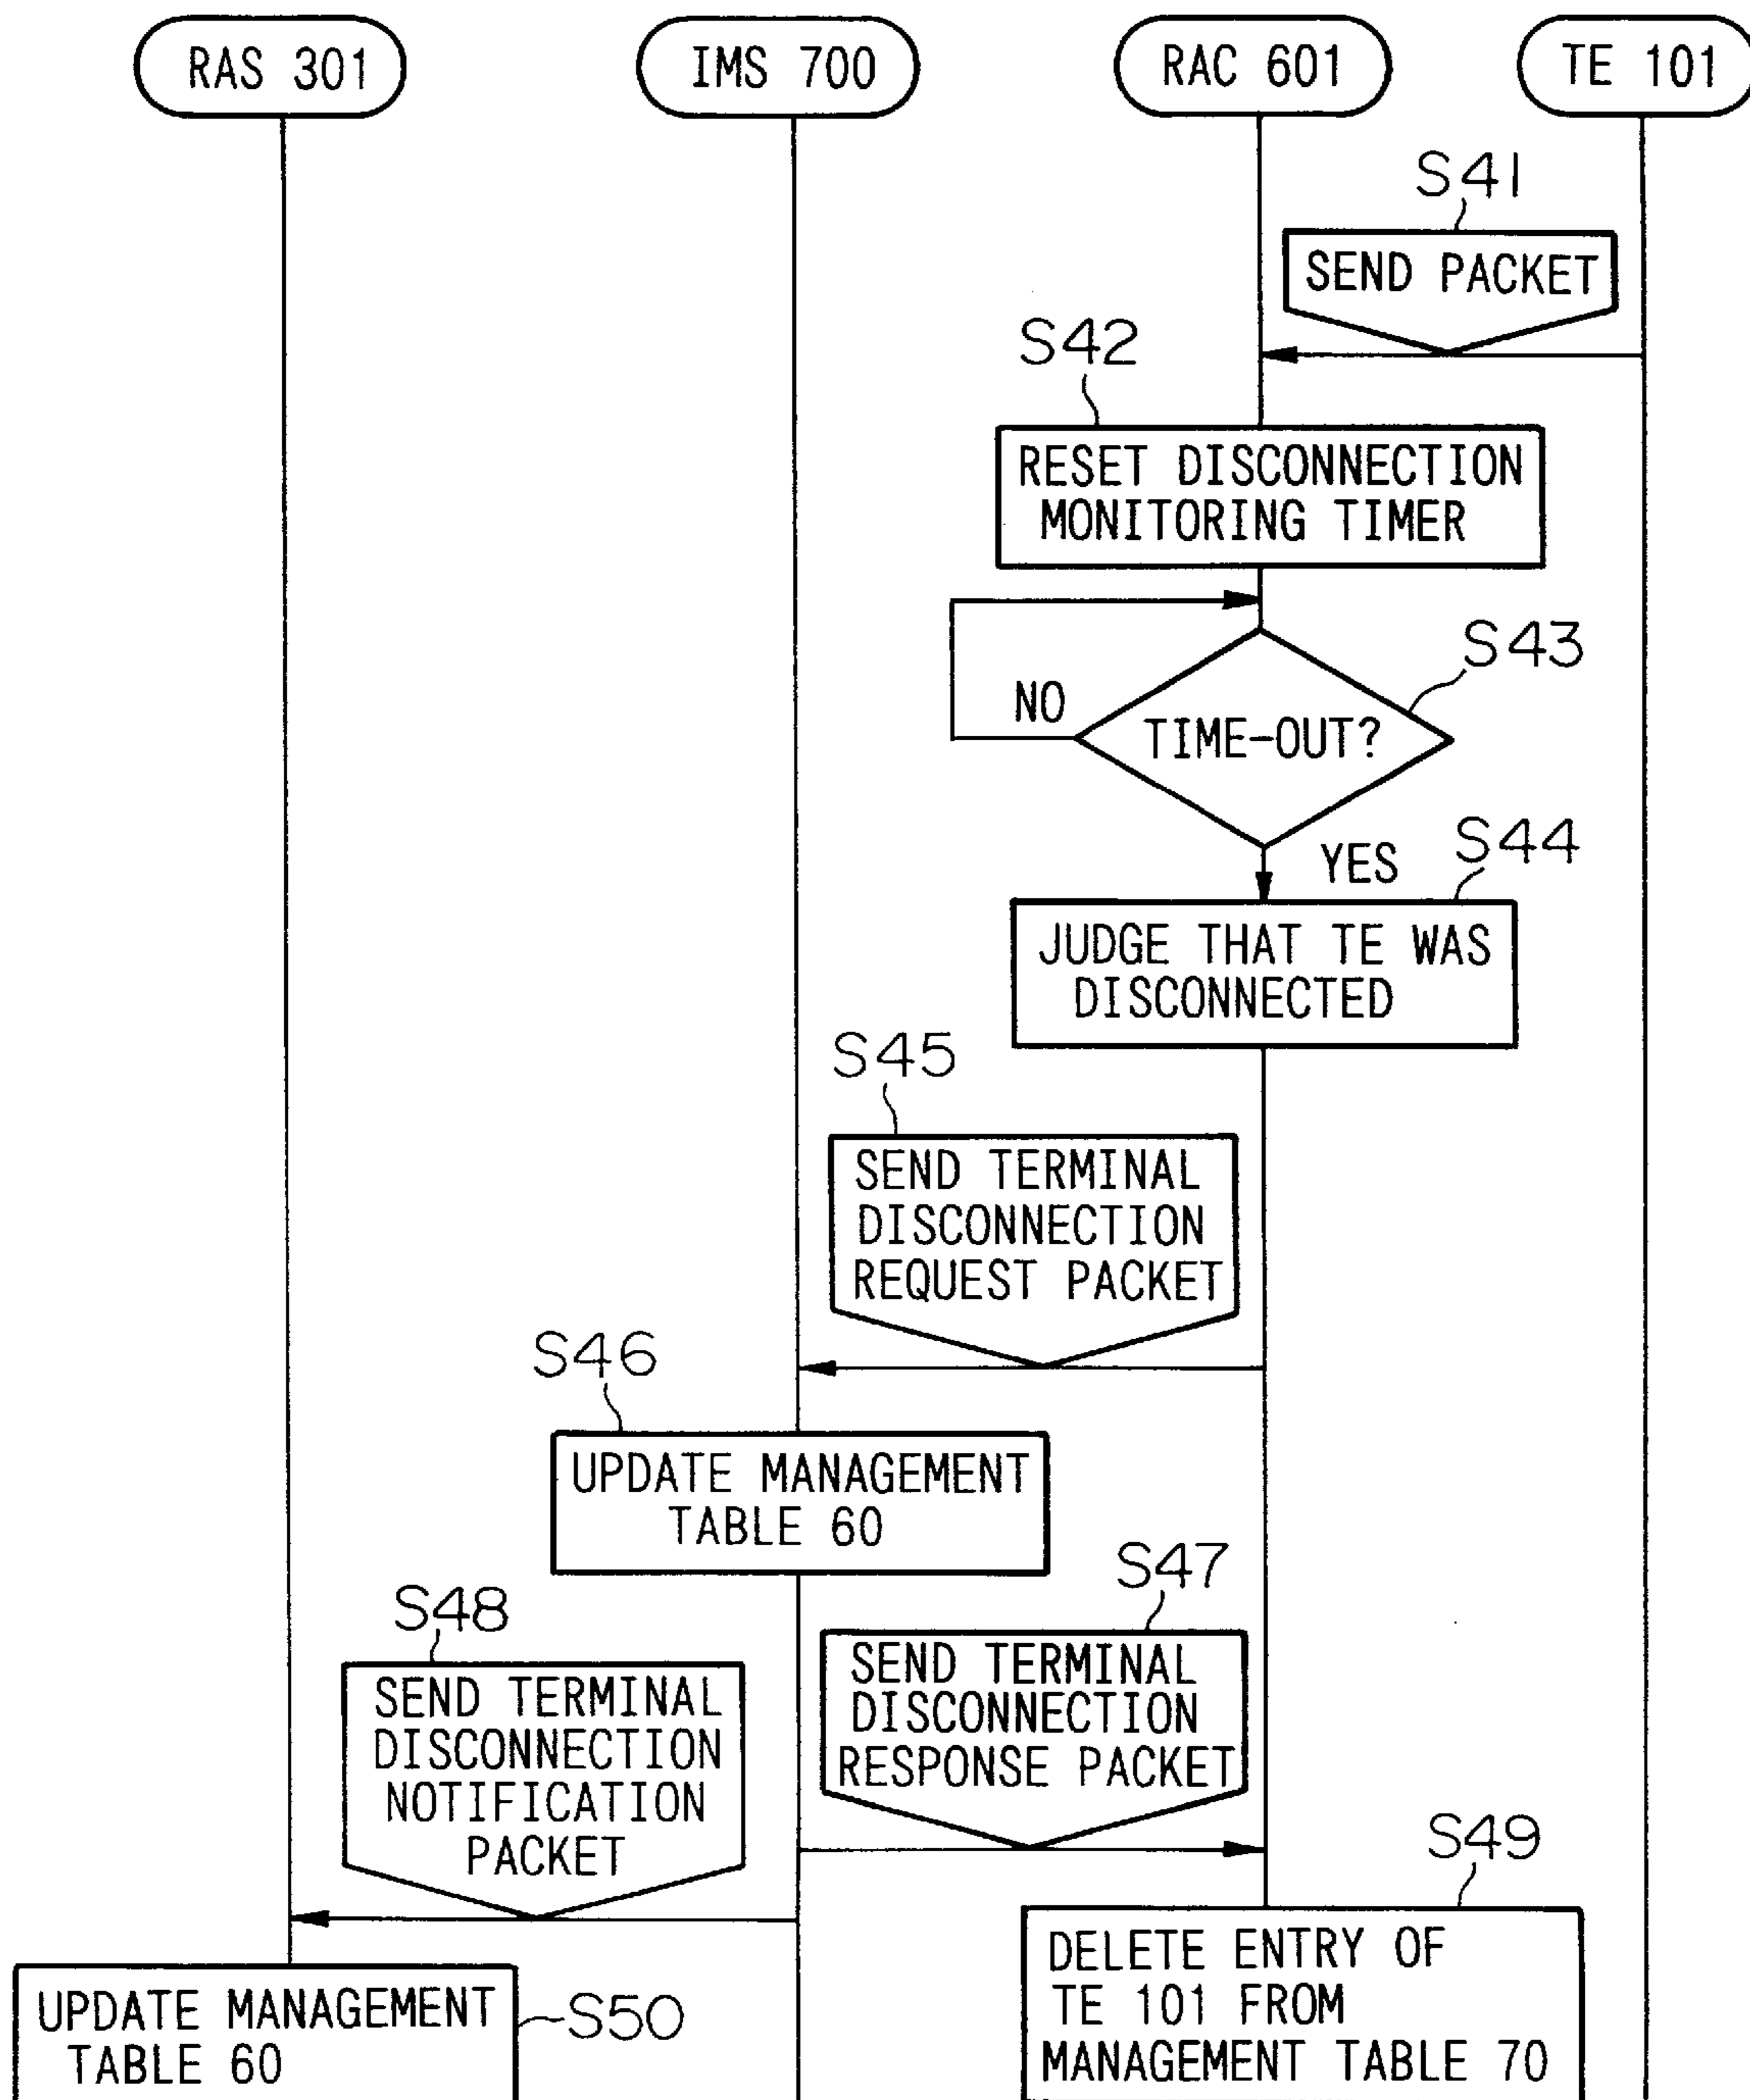 RAS 301
IMS 700
RAC 601
TE 101
S41
SEND PACKET
S42
RESET DISCONNECTION
MONITORING TIMER
S43
NO
TIME-OUT?
YES
S44
JUDGE THAT TE WAS
DISCONNECTED
S45
SEND TERMINAL
DISCONNECTION
REQUEST PACKET
S46
UPDATE MANAGEMENT
TABLE 60
S47
SEND TERMINAL
DISCONNECTION
RESPONSE PACKET
S48
SEND TERMINAL
DISCONNECTION
NOTIFICATION
PACKET
S49
DELETE ENTRY OF
TE 101 FROM
MANAGEMENT TABLE 70
UPDATE MANAGEMENT
TABLE 60
S50